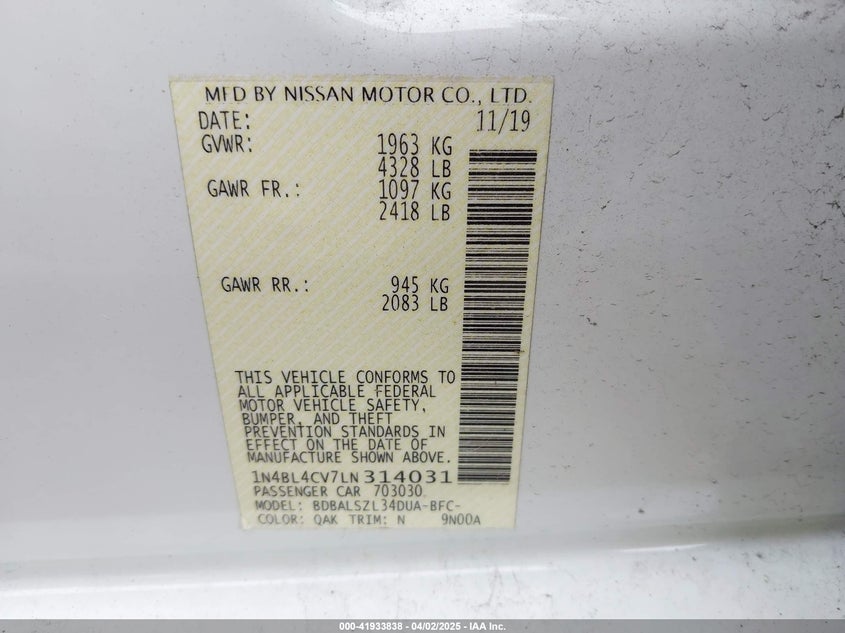 MFD BY NISSAN MOTOR CO., LTD.
DATE: 11/19
GVWR: 1963 KG
4328 LB
GAWR FR.: 1097 KG
2418 LB
GAWR RR.: 945 KG
2083 LB
THIS VEHICLE CONFORMS TO
ALL APPLICABLE FEDERAL
MOTOR VEHICLE SAFETY,
BUMPER, AND THEFT
PREVENTION STANDARDS IN
EFFECT ON THE DATE OF
MANUFACTURE SHOWN ABOVE.
1N4BL4CV7LN314031
PASSENGER CAR 703030
MODEL: BDBALSZL34DUA-BFC-
COLOR: QAK TRIM: N 9N00A
000-41933838 - 04/02/2025 - IAA Inc.